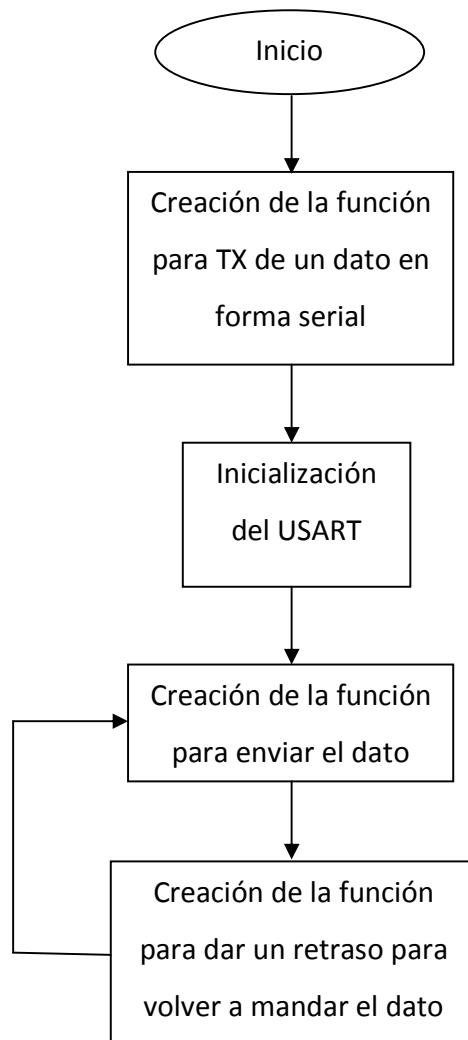 Inicio
Creación de la función
para TX de un dato en
forma serial
Inicialización
del USART
Creación de la función
para enviar el dato
Creación de la función
para dar un retraso para
volver a mandar el dato